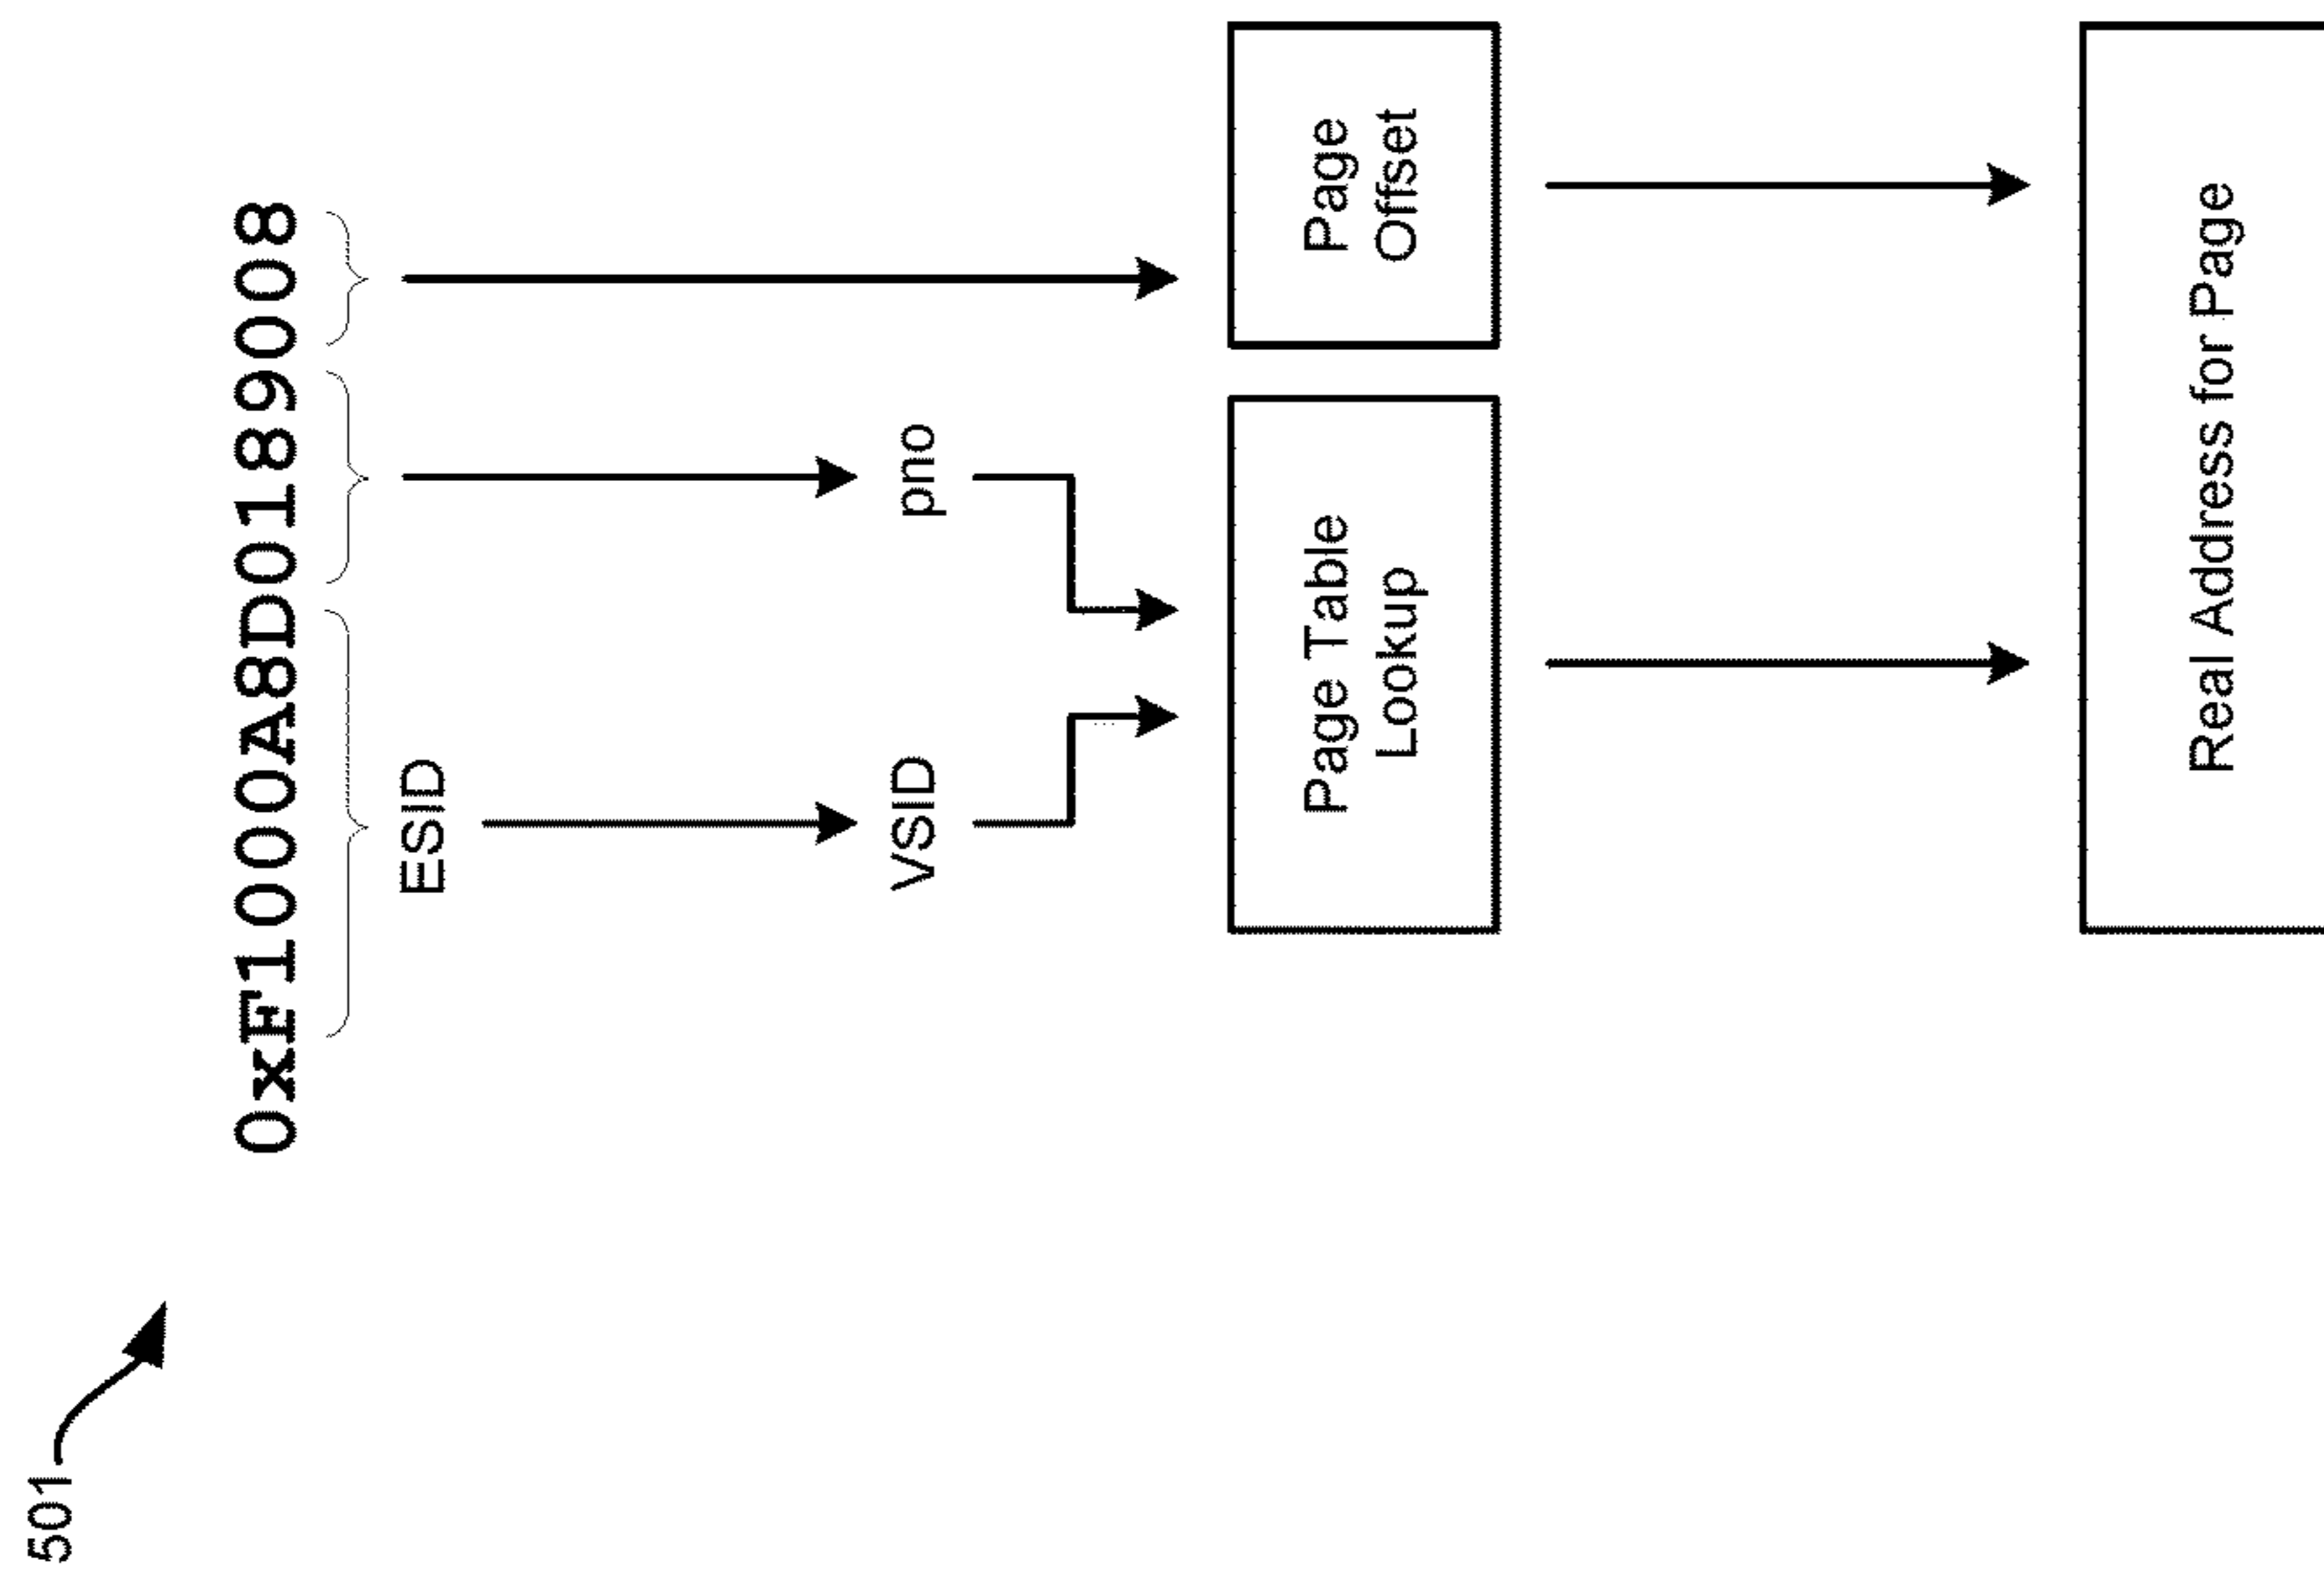 501
0xF1000A8D0189008
ESID
VSID
pno
Page Table
Lookup
Page
Offset
Real Address for Page